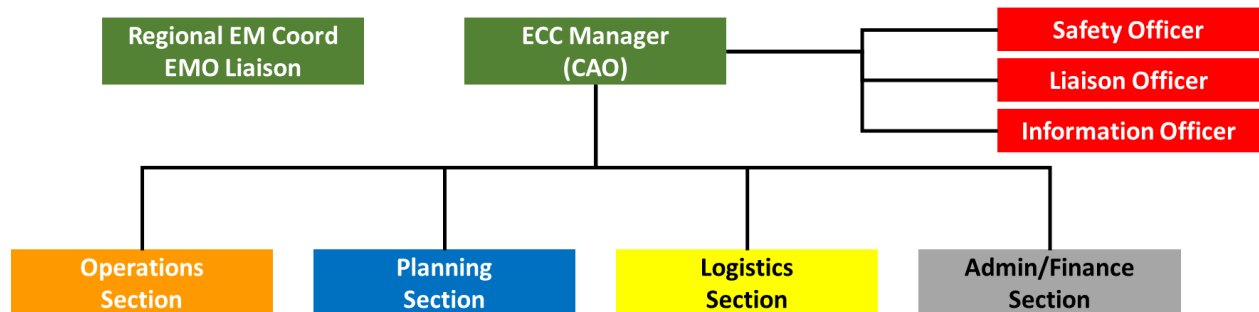 Regional EM Coord
EMO Liaison
ECC Manager
(CAO)
Safety Officer
Liaison Officer
Information Officer
Operations
Section
Planning
Section
Logistics
Section
Admin/Finance
Section